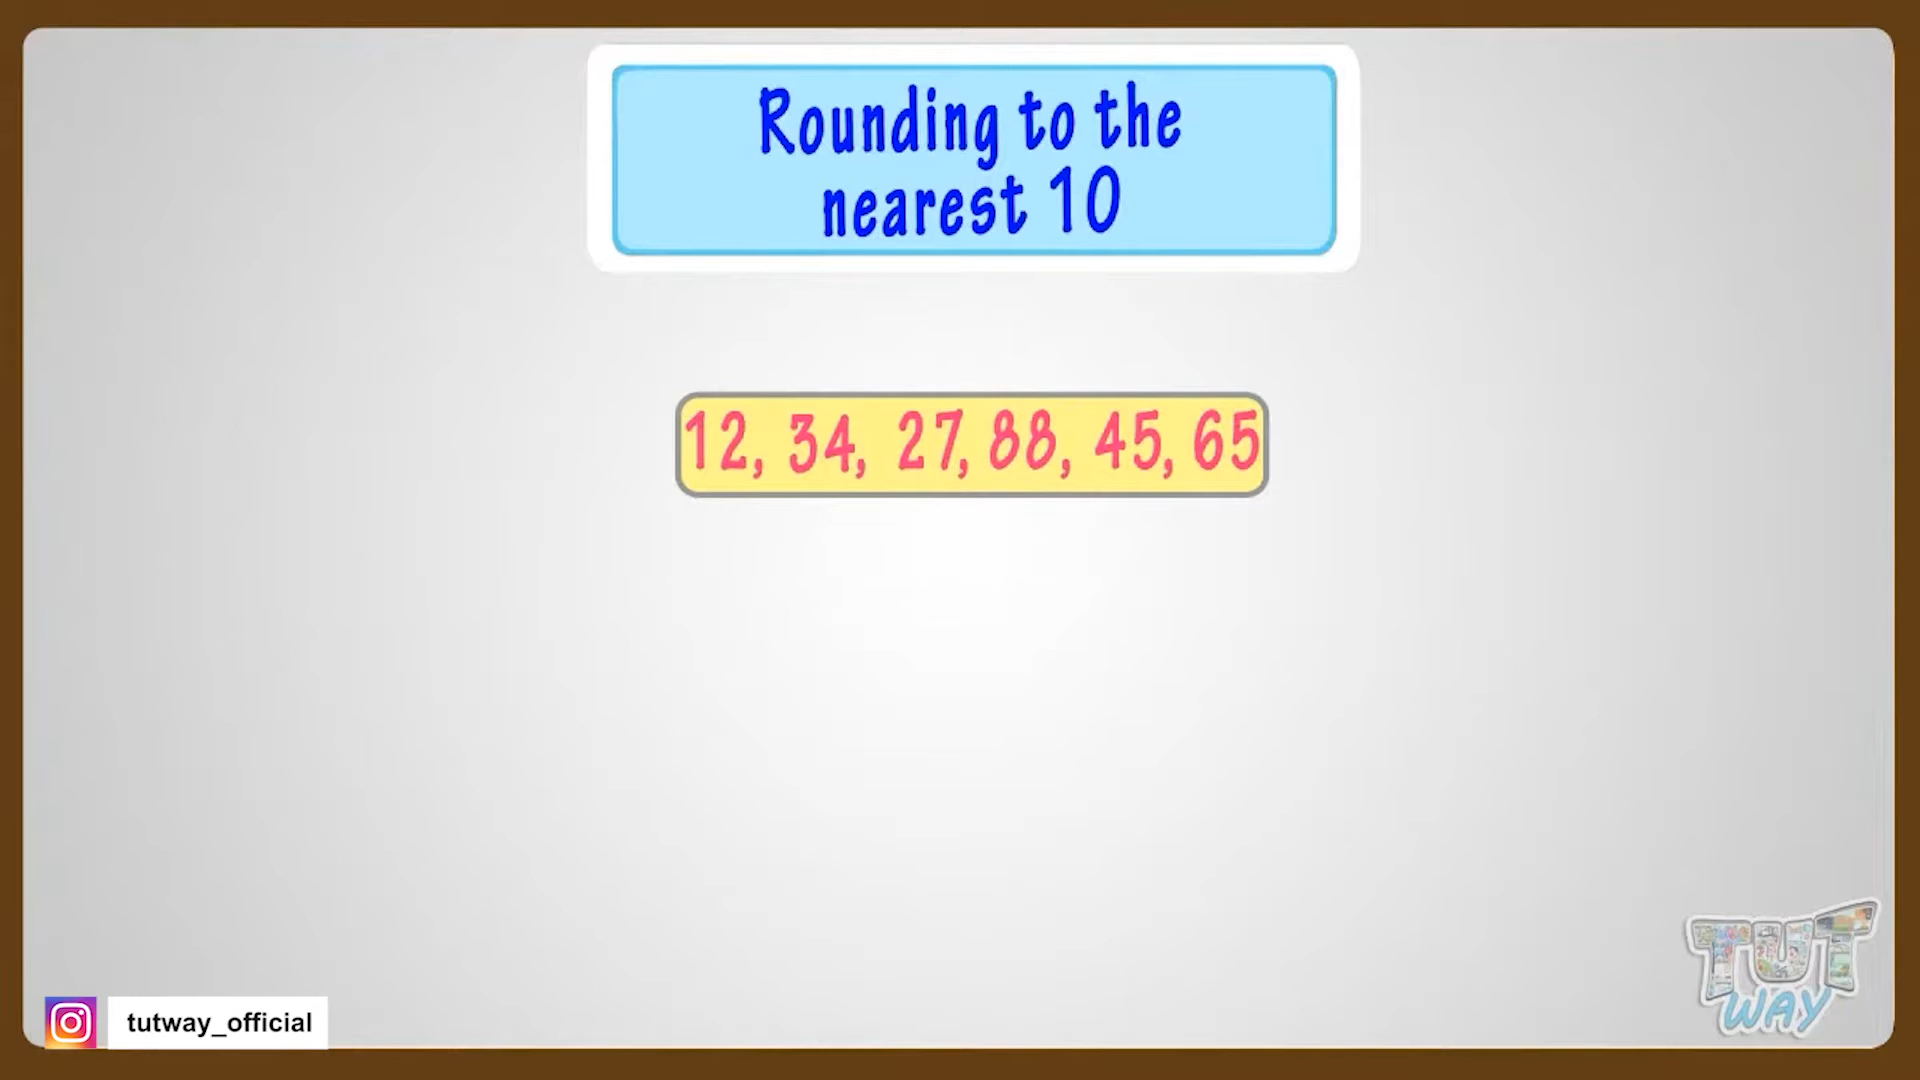 Rounding to the
nearest 10
12, 34, 27, 88, 45, 65
TUT
WAY
tutway_official